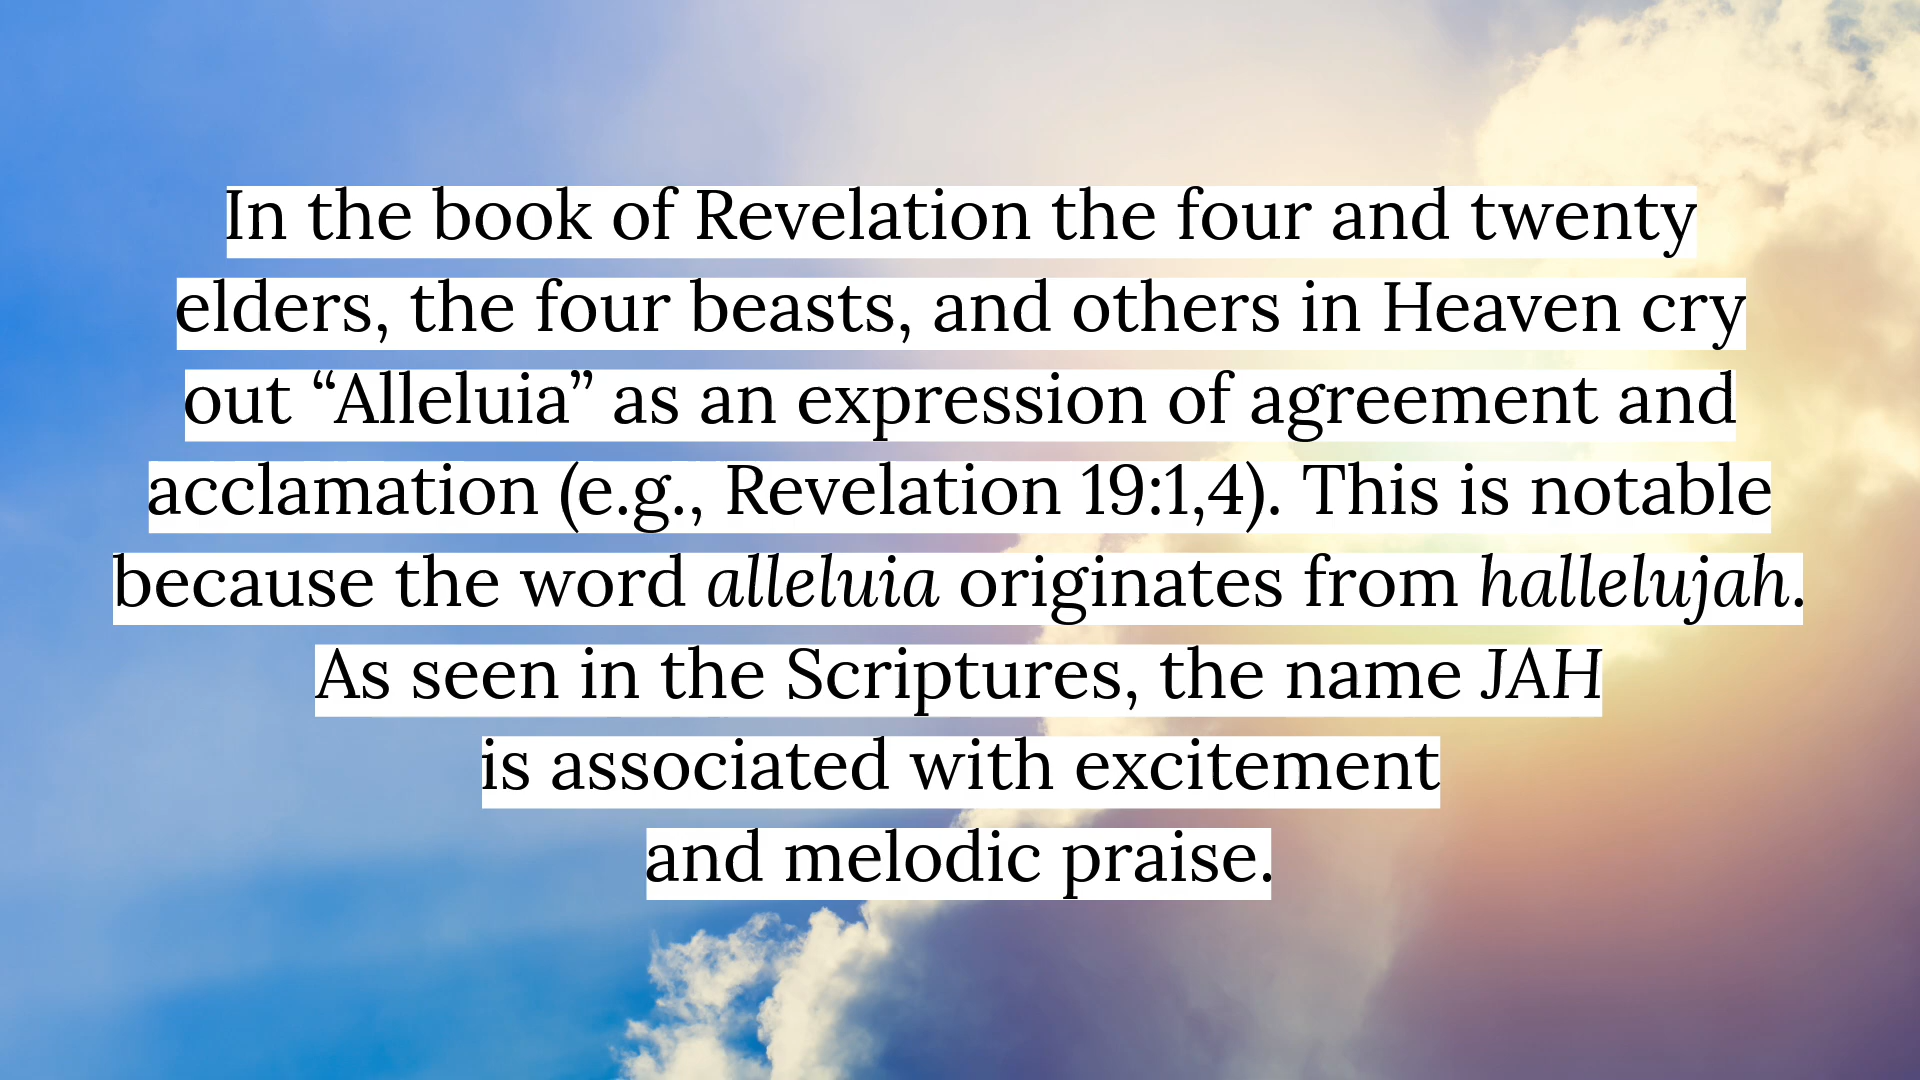 In the book of Revelation the four and twenty
elders, the four beasts, and others in Heaven cry
out “Alleluia” as an expression of agreement and
acclamation (e.g., Revelation 19:1,4). This is notable
because the word alleluia originates from hallelujah.
As seen in the Scriptures, the name JAH
is associated with excitement
and melodic praise.